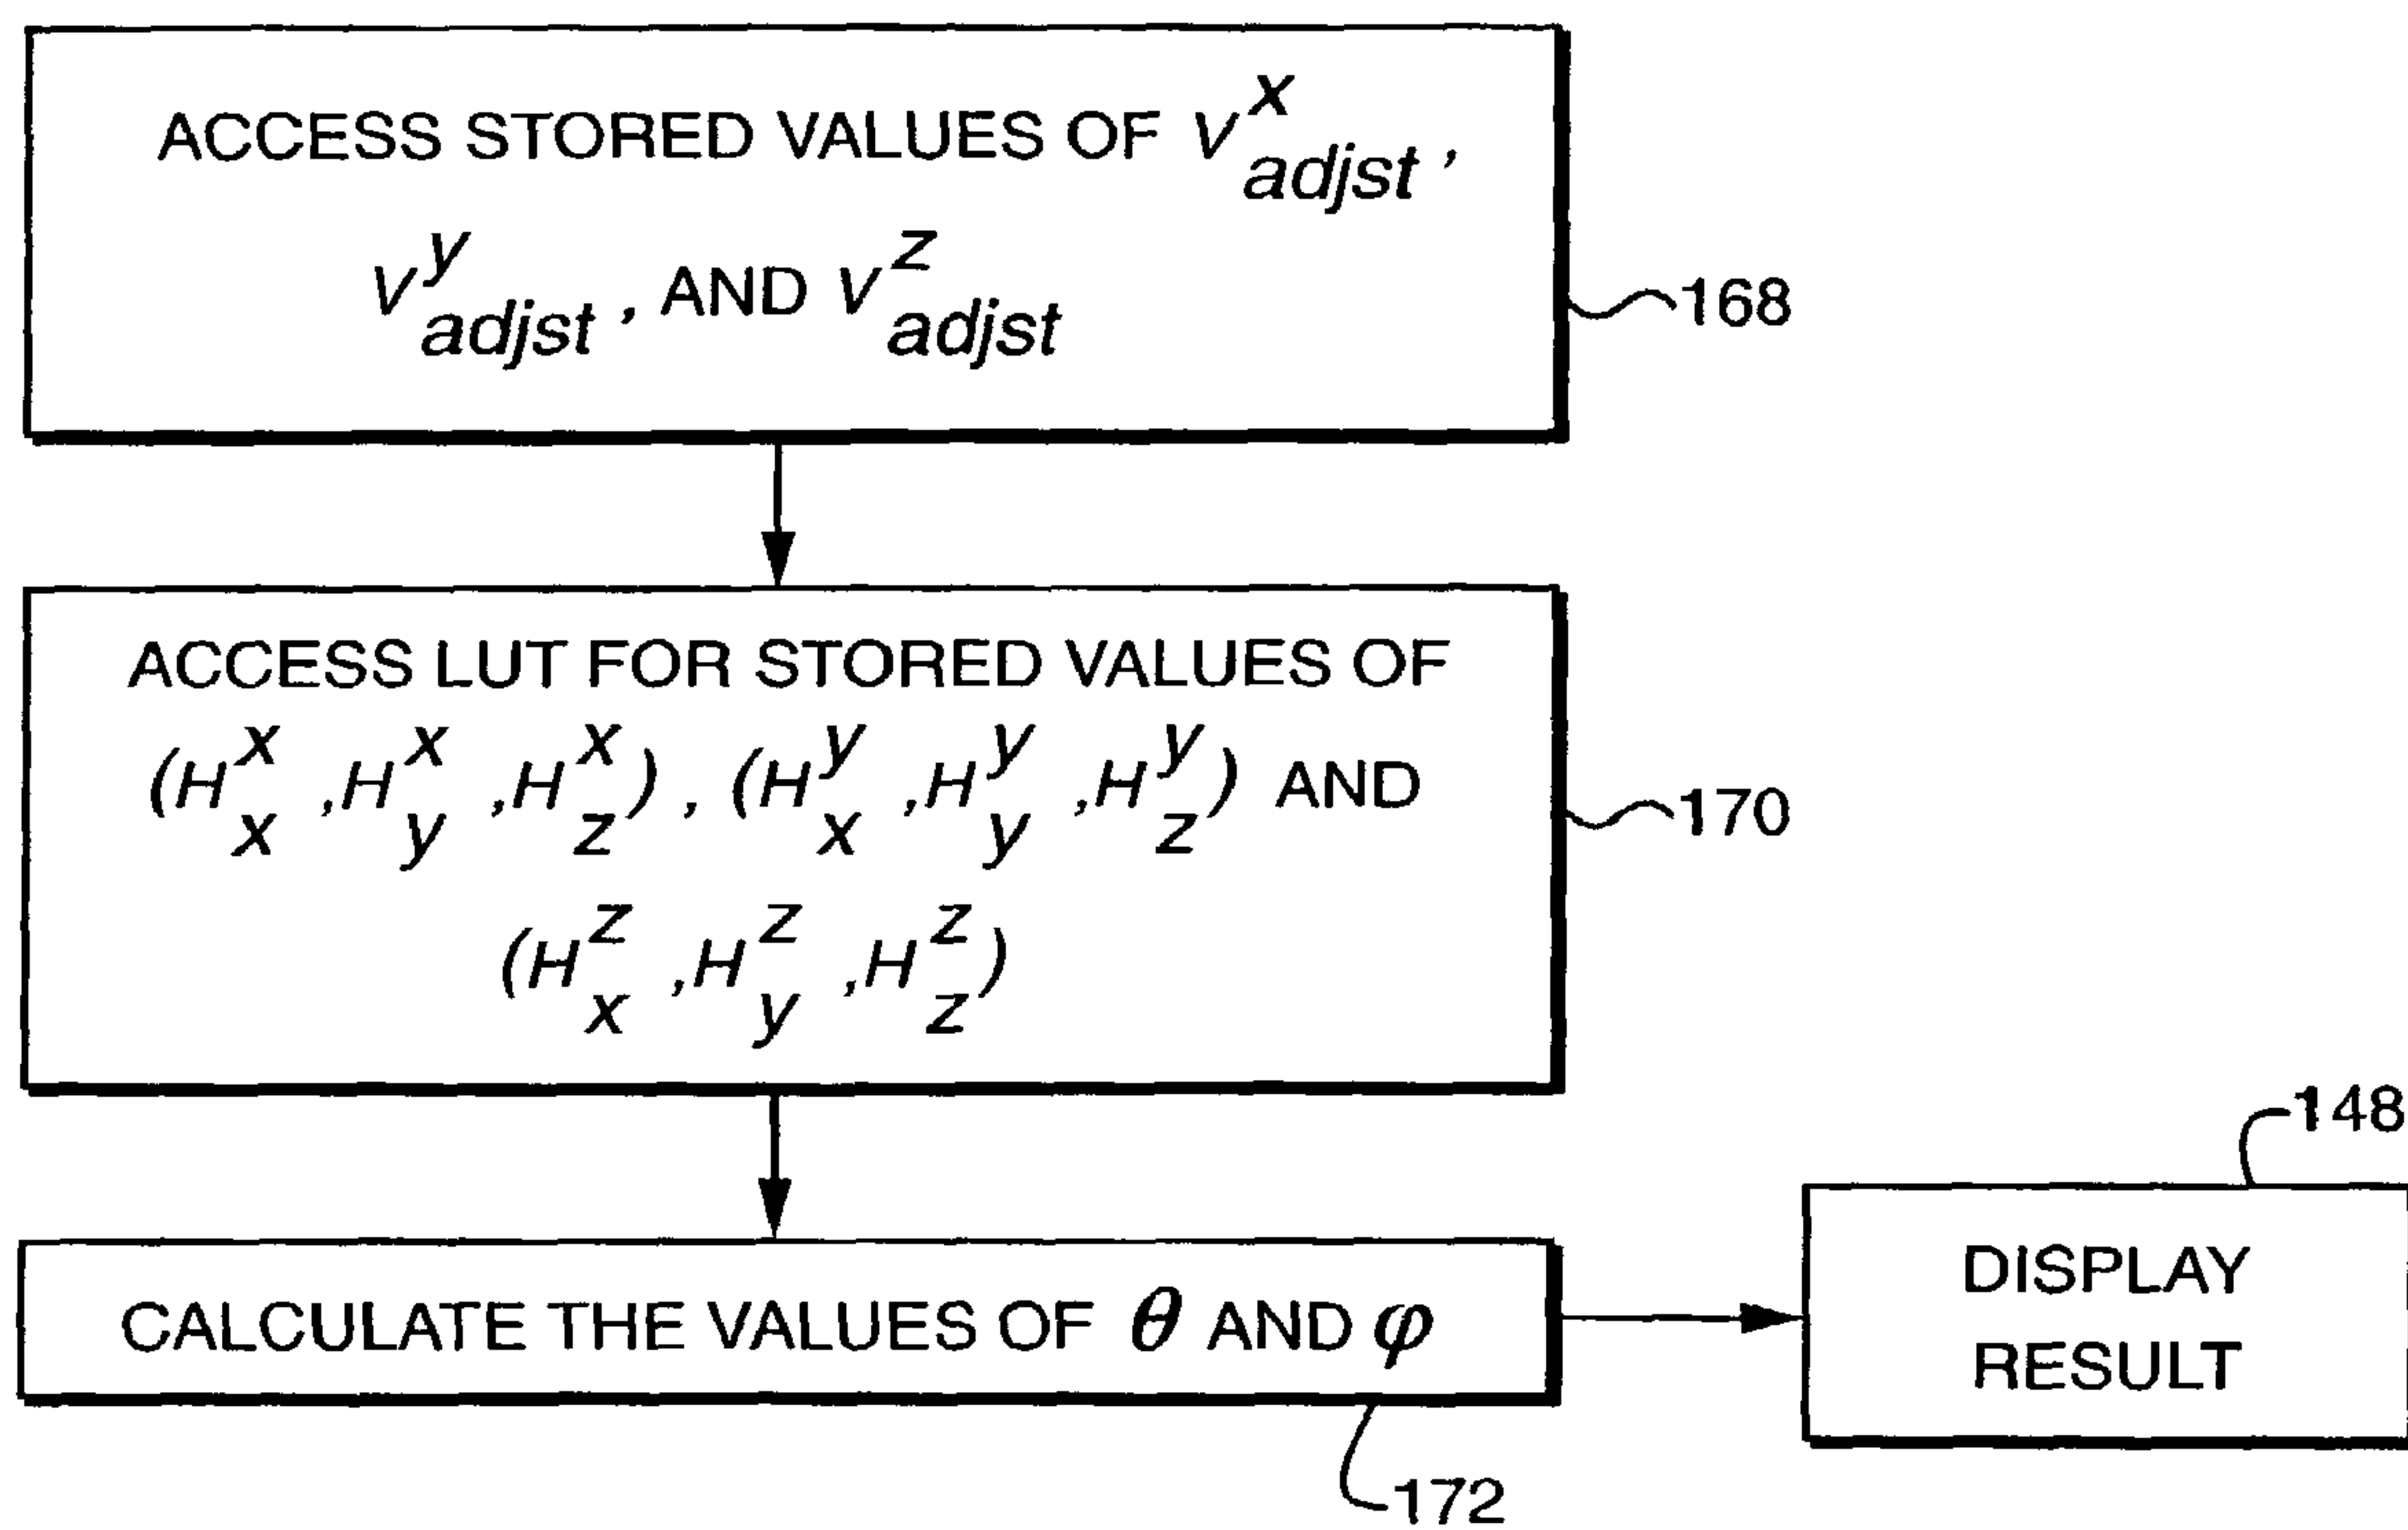 ACCESS STORED VALUES OF v^x_adjst,
v^y_adjst, AND v^z_adjst
168
ACCESS LUT FOR STORED VALUES OF
(H^x_x, H^x_y, H^x_z), (H^y_x, H^y_y, H^y_z) AND
(H^z_x, H^z_y, H^z_z)
170
CALCULATE THE VALUES OF θ AND φ
172
148
DISPLAY
RESULT